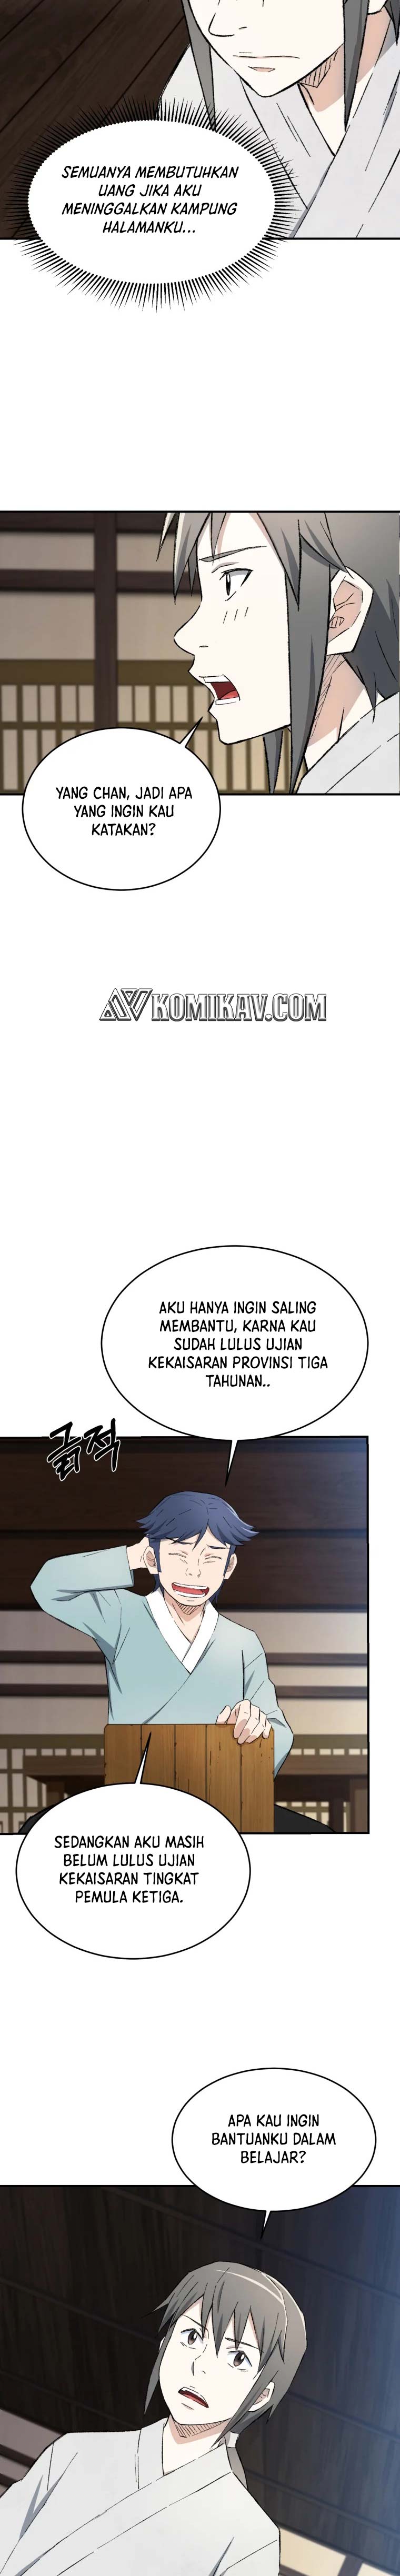 SEMUANYA MEMBUTUHKAN
UANG JIKA AKU
MENINGGALKAN KAMPUNG
HALAMANKU...
YANG CHAN, JADI APA
YANG INGIN KAU
KATAKAN?
KOMIKAV.COM
AKU HANYA INGIN SALING
MEMBANTU, KARNA KAU
SUDAH LULUS UJIAN
KEKAISARAN PROVINSI TIGA
TAHUNAN..
긁적
SEDANGKAN AKU MASIH
BELUM LULUS UJIAN
KEKAISARAN TINGKAT
PEMULA KETIGA.
APA KAU INGIN
BANTUANKU DALAM
BELAJAR?